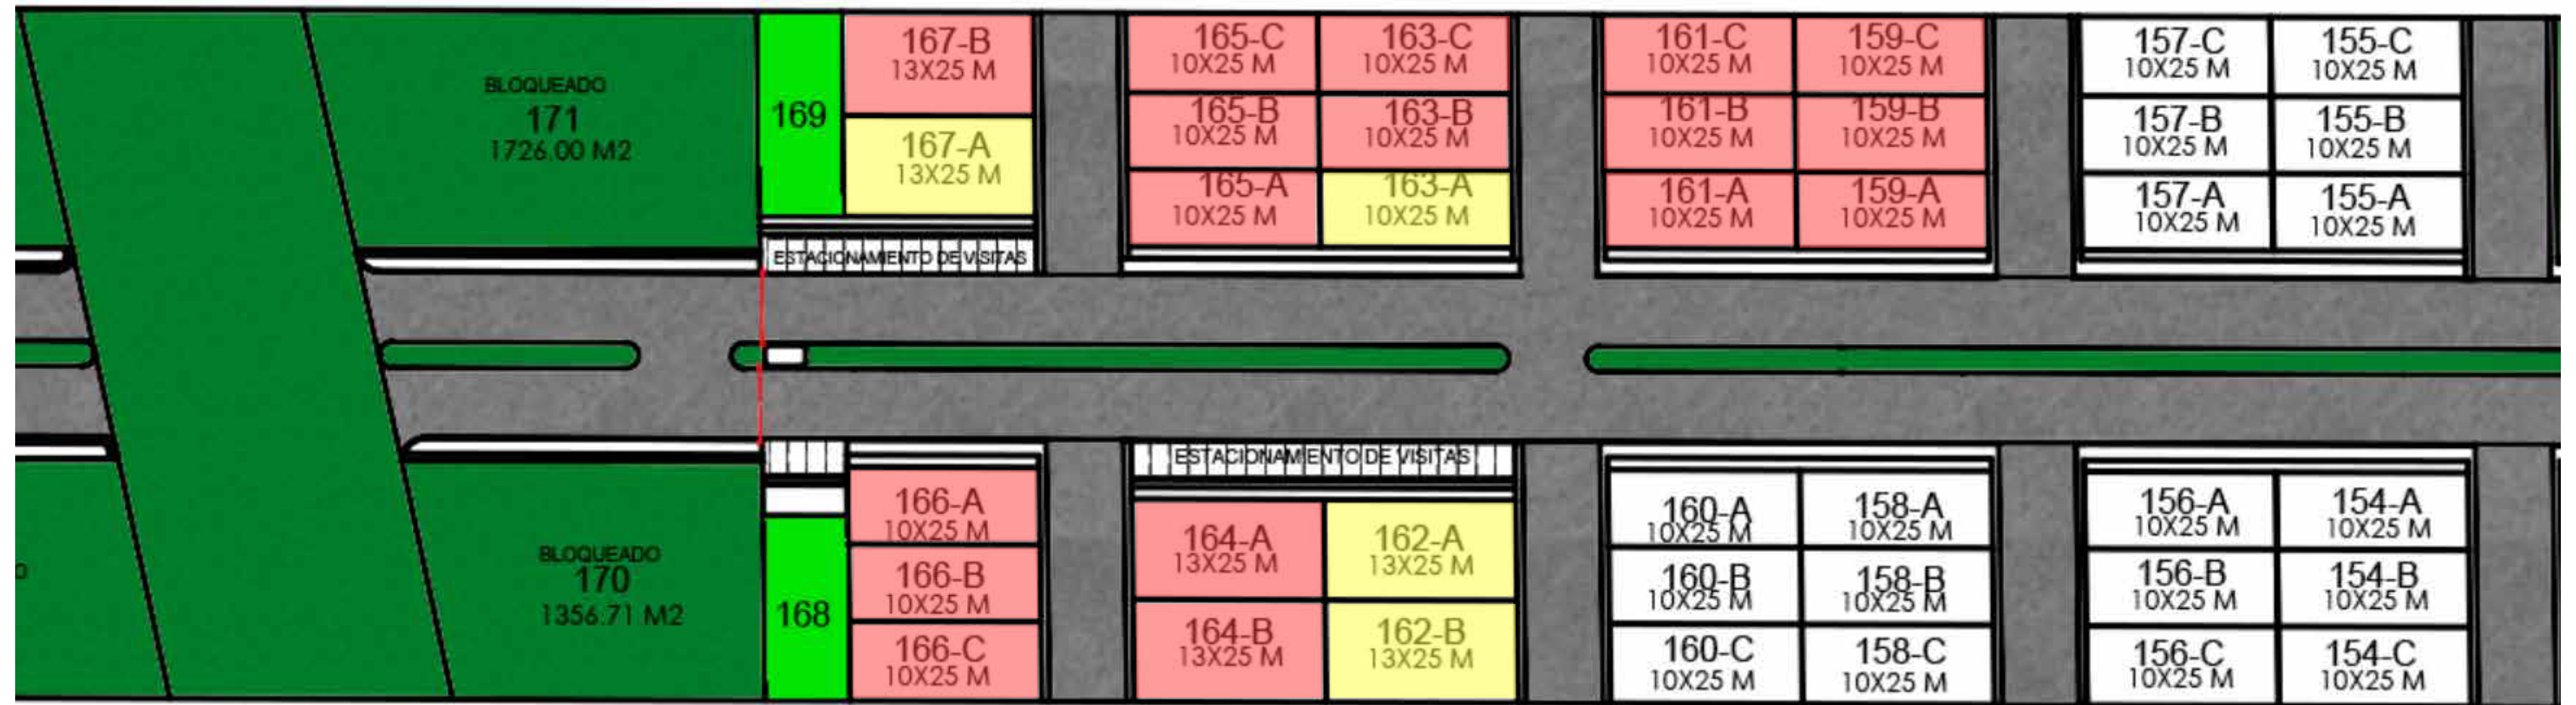 BLOQUEADO
171
1726.00 M2
169
167-B
13X25 M
167-A
13X25 M
ESTACIONAMIENTO DE VISITAS
165-C
10X25 M
163-C
10X25 M
165-B
10X25 M
163-B
10X25 M
165-A
10X25 M
163-A
10X25 M
161-C
10X25 M
159-C
10X25 M
161-B
10X25 M
159-B
10X25 M
161-A
10X25 M
159-A
10X25 M
157-C
10X25 M
155-C
10X25 M
157-B
10X25 M
155-B
10X25 M
157-A
10X25 M
155-A
10X25 M
BLOQUEADO
170
1356.71 M2
168
166-A
10X25 M
166-B
10X25 M
166-C
10X25 M
ESTACIONAMIENTO DE VISITAS
164-A
13X25 M
162-A
13X25 M
164-B
13X25 M
162-B
13X25 M
160-A
10X25 M
158-A
10X25 M
160-B
10X25 M
158-B
10X25 M
160-C
10X25 M
158-C
10X25 M
156-A
10X25 M
154-A
10X25 M
156-B
10X25 M
154-B
10X25 M
156-C
10X25 M
154-C
10X25 M